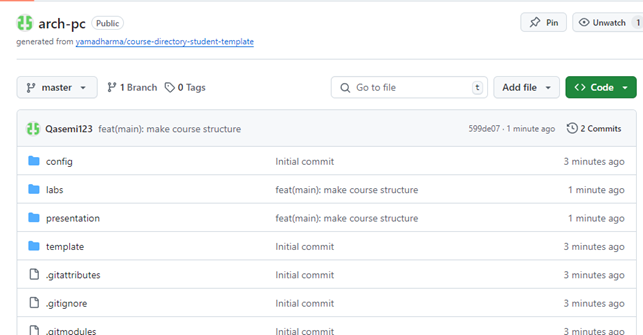 arch-pc Public
Pin
Unwatch 1
generated from yamadharma/course-directory-student-template
master
1 Branch
0 Tags
Go to file
t
Add file
Code
Qasemi123 feat(main): make course structure
599de07 · 1 minute ago
2 Commits
config Initial commit 3 minutes ago
labs feat(main): make course structure 1 minute ago
presentation feat(main): make course structure 1 minute ago
template Initial commit 3 minutes ago
.gitattributes Initial commit 3 minutes ago
.gitignore Initial commit 3 minutes ago
.gitmodules Initial commit 3 minutes ago